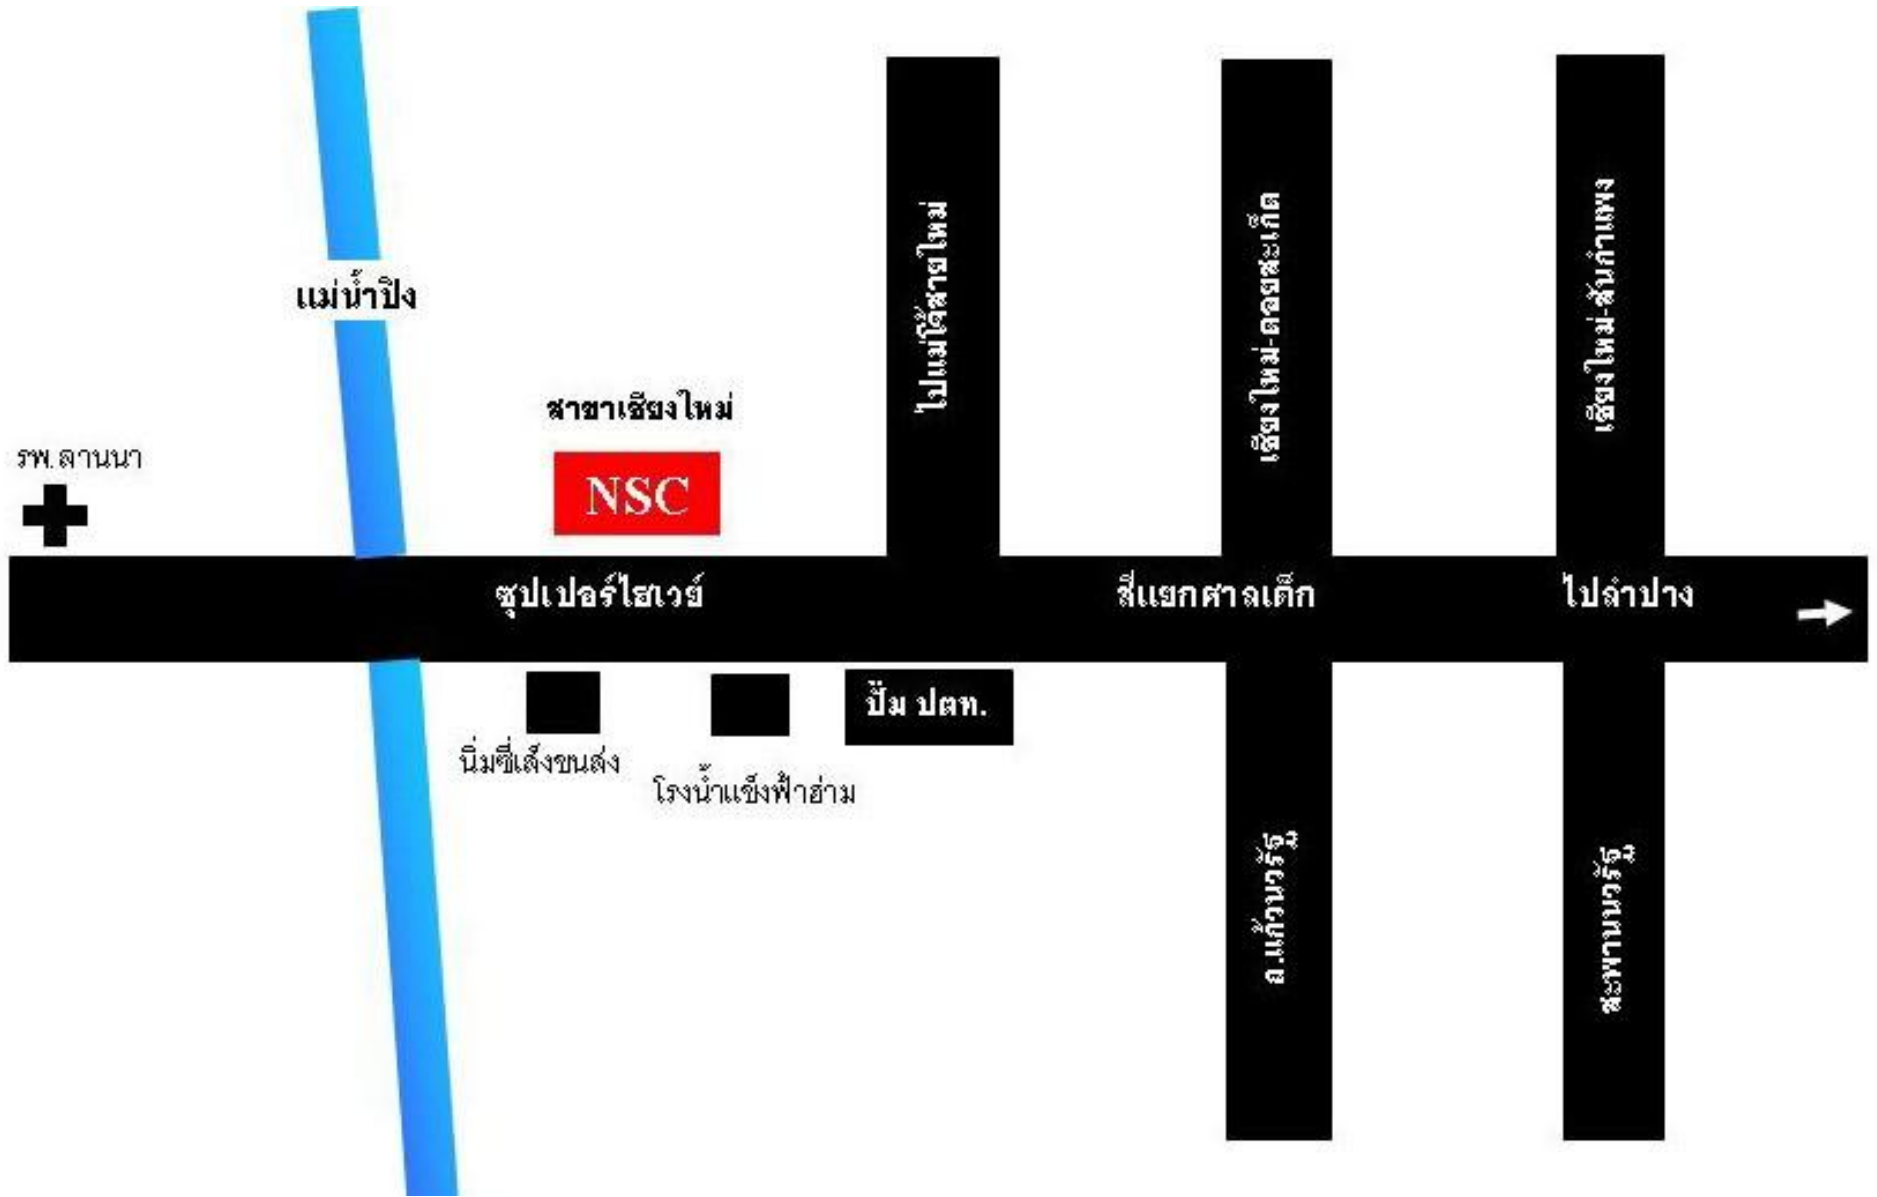 แม่น้ำปิง
สาขาเชียงใหม่
NSC
รพ.ลานนา
ไปแม่โจ้สายใหม่
เชียงใหม่-ดอยสะเก็ด
เชียงใหม่-สันกำแพง
ซุปเปอร์ไฮเวย์
สี่แยกศาลเด็ก
ไปลำปาง
ปั๊ม ปตท.
นิ่มซี่เส็งขนส่ง
โรงน้ำแข็งฟ้าฮ่าม
ถ.แก้วนวรัฐ
สะพานนวรัฐ